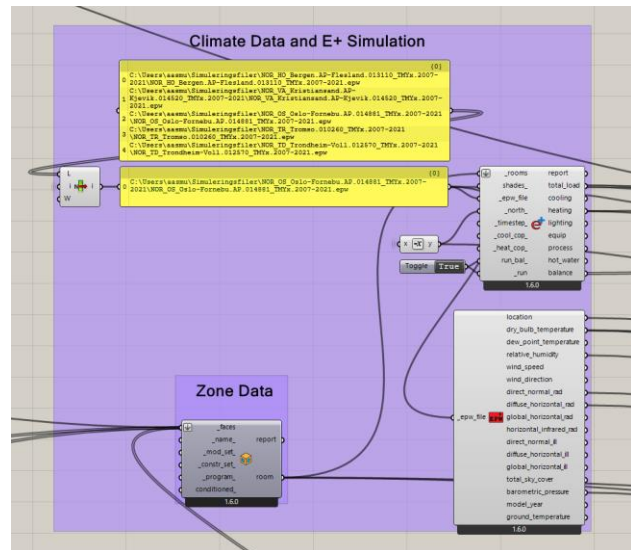 Climate Data and E+ Simulation
{0}
0 C:\Users\aasmu\Simuleringsfiler\NOR_HO_Bergen.AP-Flesland.013110_TMYx.2007-
2021\NOR_HO_Bergen.AP-Flesland.013110_TMYx.2007-2021.epw
1 C:\Users\aasmu\Simuleringsfiler\NOR_VA_Kristiansand.AP-
Kjevik.014520_TMYx.2007-2021\NOR_VA_Kristiansand.AP-Kjevik.014520_TMYx.2007-
2021.epw
2 C:\Users\aasmu\Simuleringsfiler\NOR_OS_Oslo-Fornebu.AP.014881_TMYx.2007-2021
\NOR_OS_Oslo-Fornebu.AP.014881_TMYx.2007-2021.epw
3 C:\Users\aasmu\Simuleringsfiler\NOR_TR_Tromso.010260_TMYx.2007-2021
\NOR_TR_Tromso.010260_TMYx.2007-2021.epw
4 C:\Users\aasmu\Simuleringsfiler\NOR_TD_Trondheim-Voll.012570_TMYx.2007-
2021\NOR_TD_Trondheim-Voll.012570_TMYx.2007-2021.epw
L
i i
W
{0}
0 C:\Users\aasmu\Simuleringsfiler\NOR_OS_Oslo-Fornebu.AP.014881_TMYx.2007-
2021\NOR_OS_Oslo-Fornebu.AP.014881_TMYx.2007-2021.epw
_rooms report
shades_ total_load
_epw_file cooling
_north_ heating
_timestep_ lighting
_cool_cop_ equip
_heat_cop_ process
run_bal_ hot_water
_run balance
1.6.0
x -x y
Toggle True
location
dry_bulb_temperature
dew_point_temperature
relative_humidity
wind_speed
wind_direction
direct_normal_rad
diffuse_horizontal_rad
_epw_file EPW global_horizontal_rad
horizontal_infrared_rad
direct_normal_ill
diffuse_horizontal_ill
global_horizontal_ill
total_sky_cover
barometric_pressure
model_year
ground_temperature
1.6.0
Zone Data
_faces
_name_ report
_mod_set_
_constr_set_
_program_ room
conditioned_
1.6.0